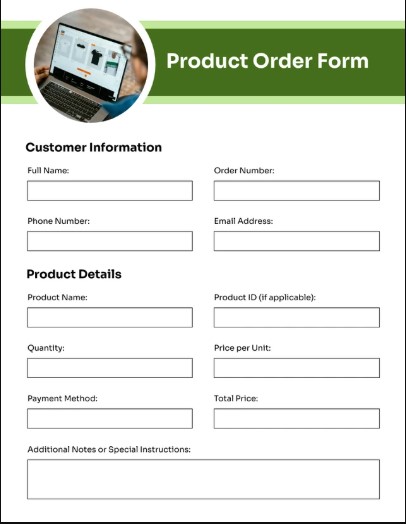 Product Order Form
Customer Information
Full Name: Order Number:
Phone Number: Email Address:
Product Details
Product Name: Product ID (if applicable):
Quantity: Price per Unit:
Payment Method: Total Price:
Additional Notes or Special Instructions: